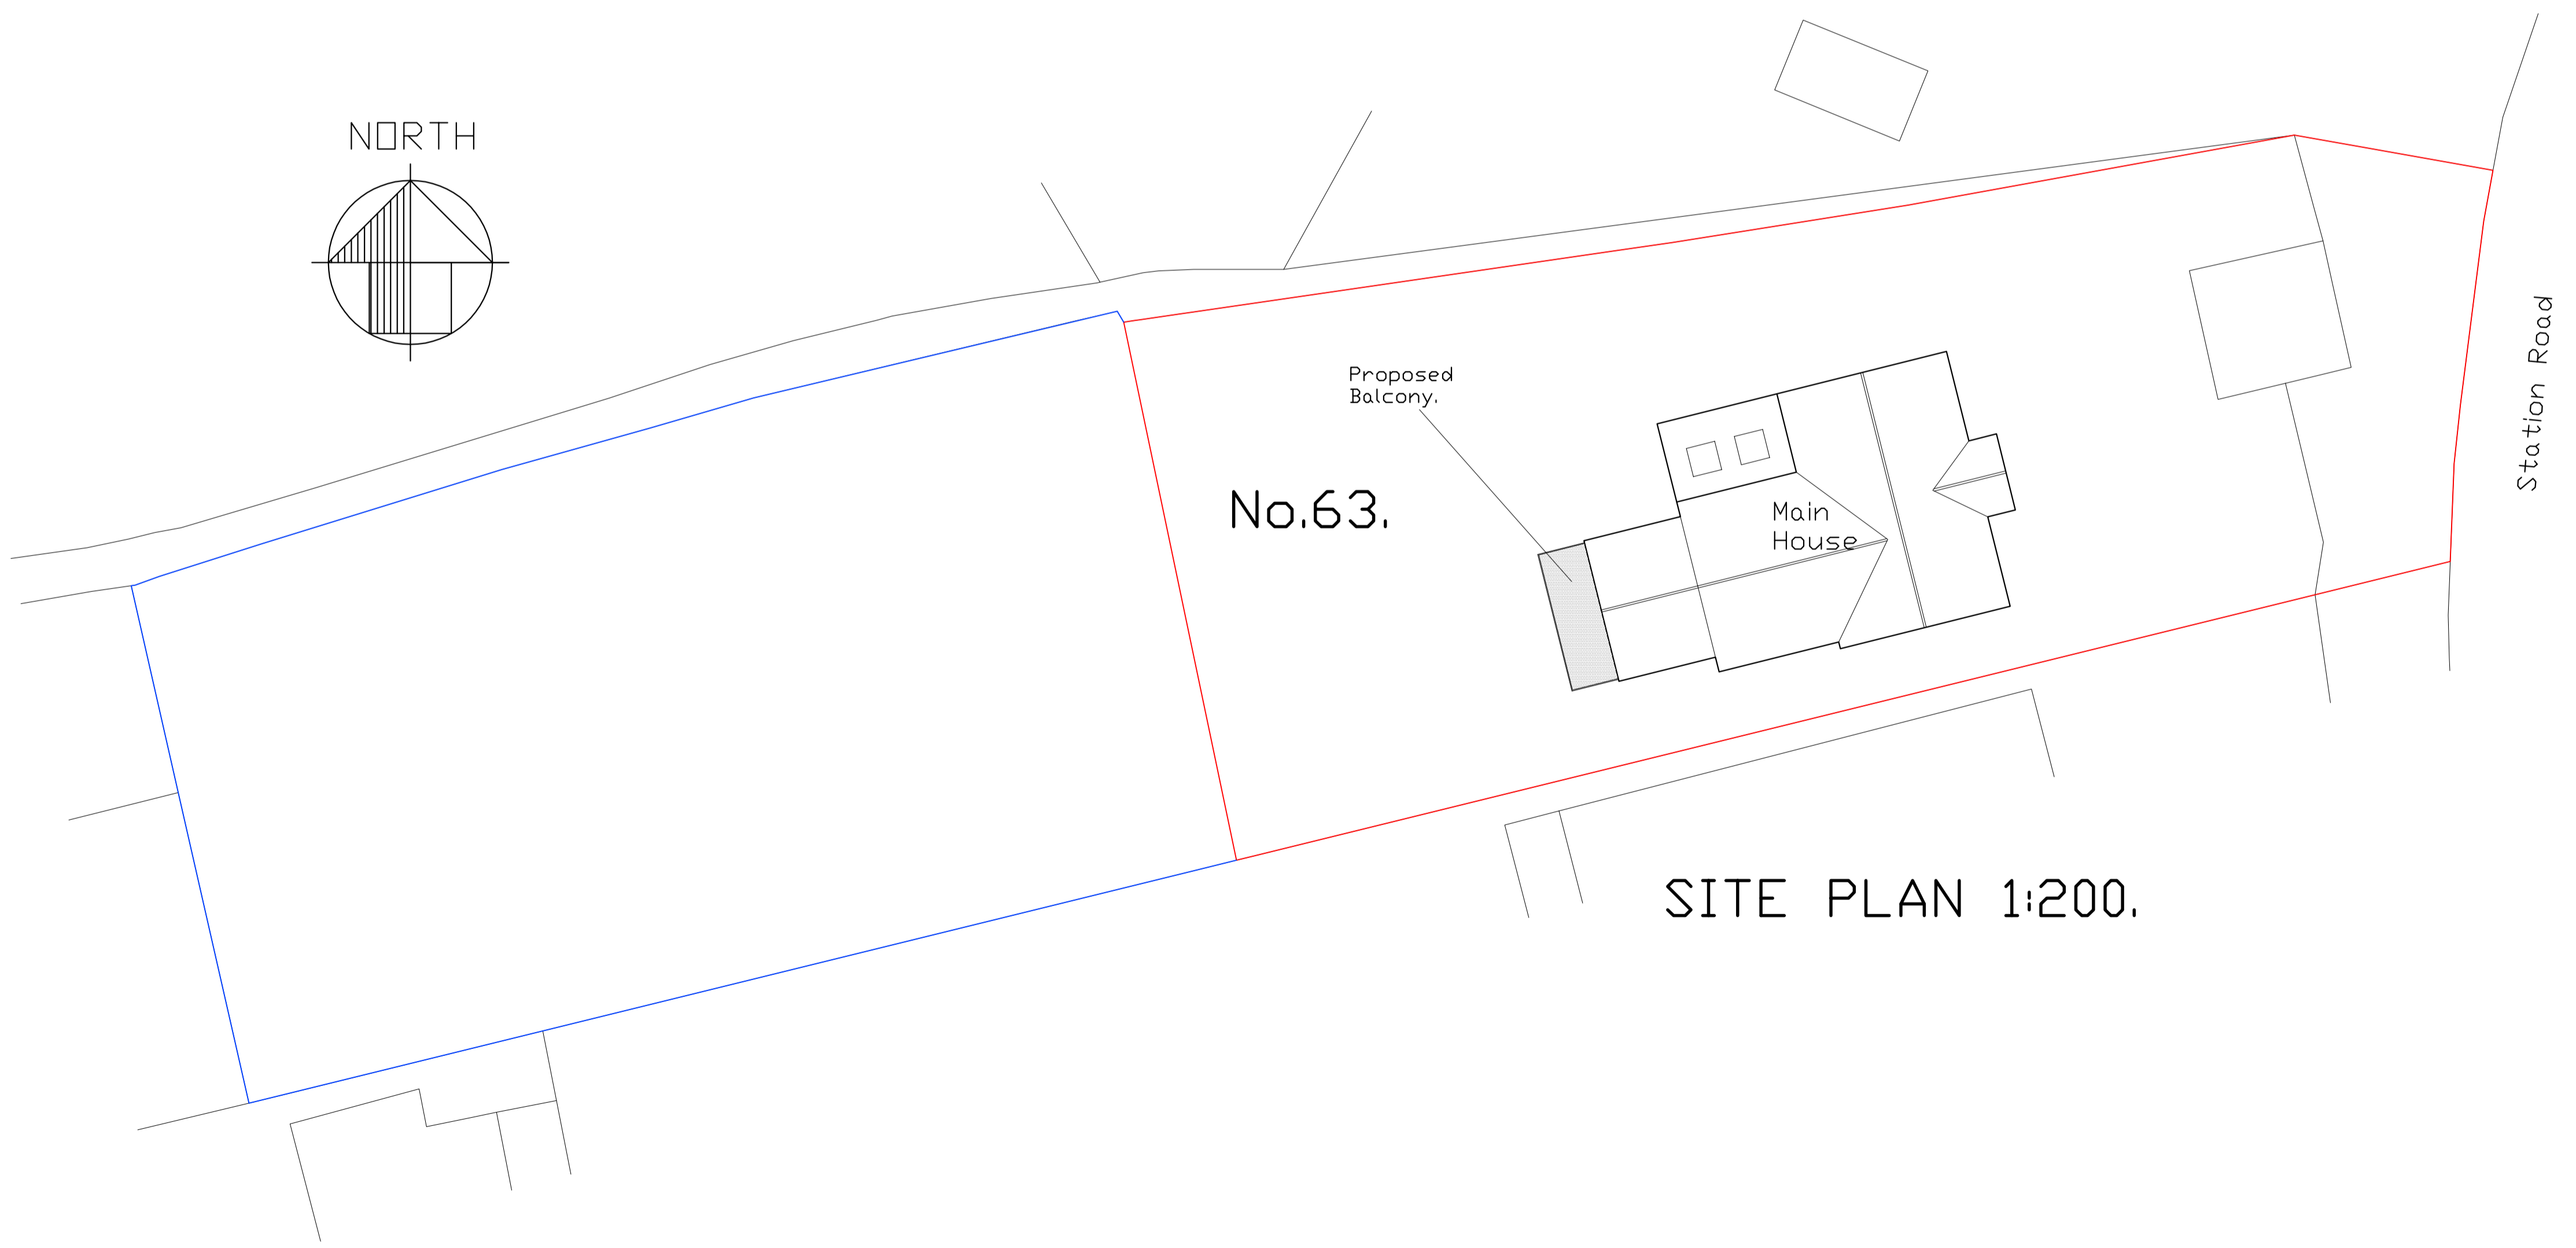 NORTH
Proposed
Balcony.
No.63.
Main
House
Station Road
SITE PLAN 1:200.